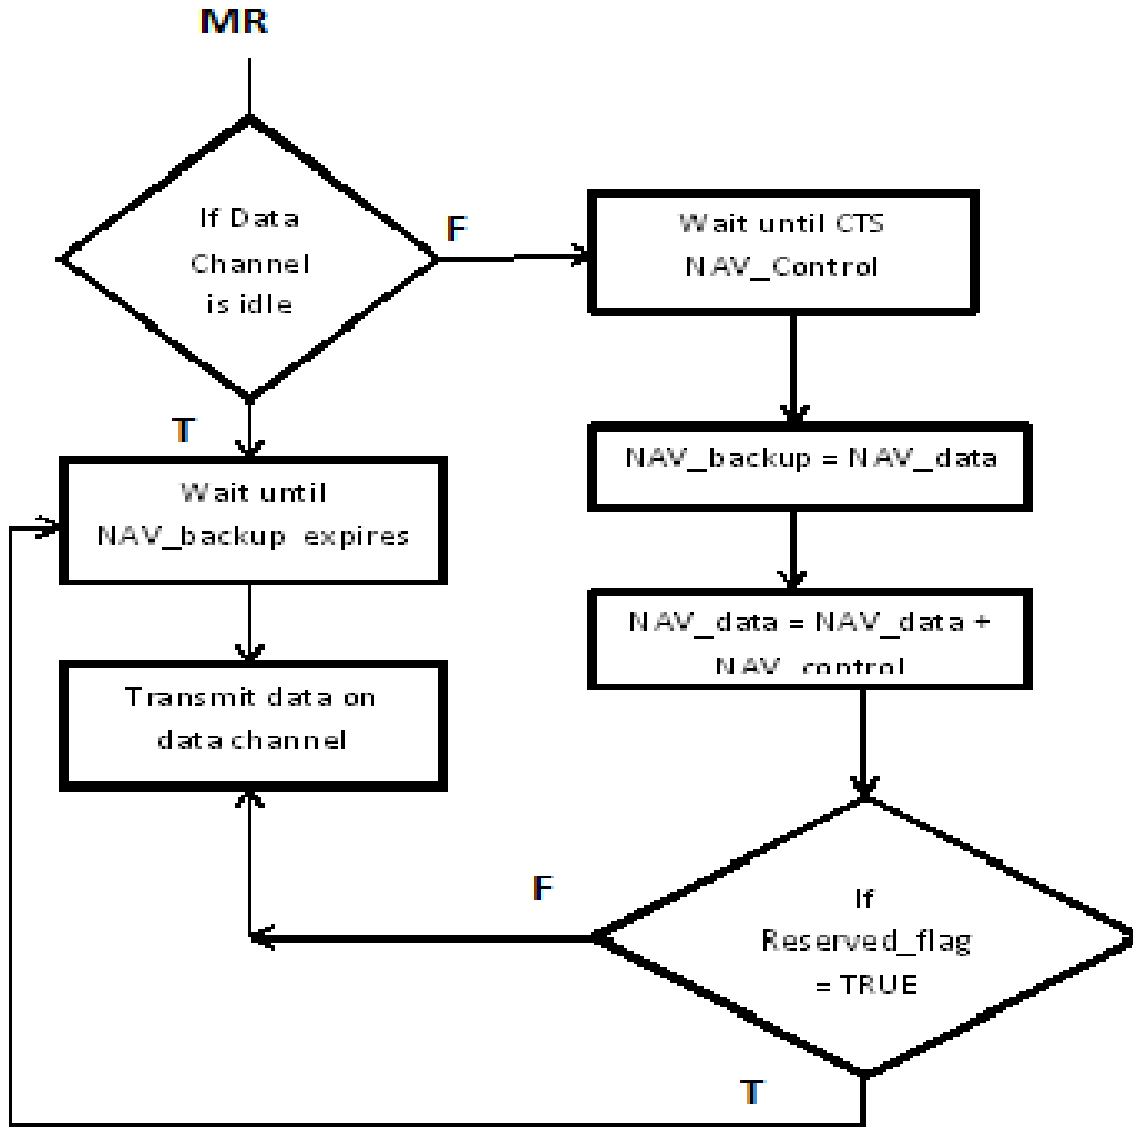 MR
If Data
Channel
is idle
F
T
Wait until CTS
NAV_Control
NAV_backup = NAV_data
NAV_data = NAV_data +
NAV_control
Wait until
NAV_backup expires
Transmit data on
data channel
If
Reserved_flag
= TRUE
F
T